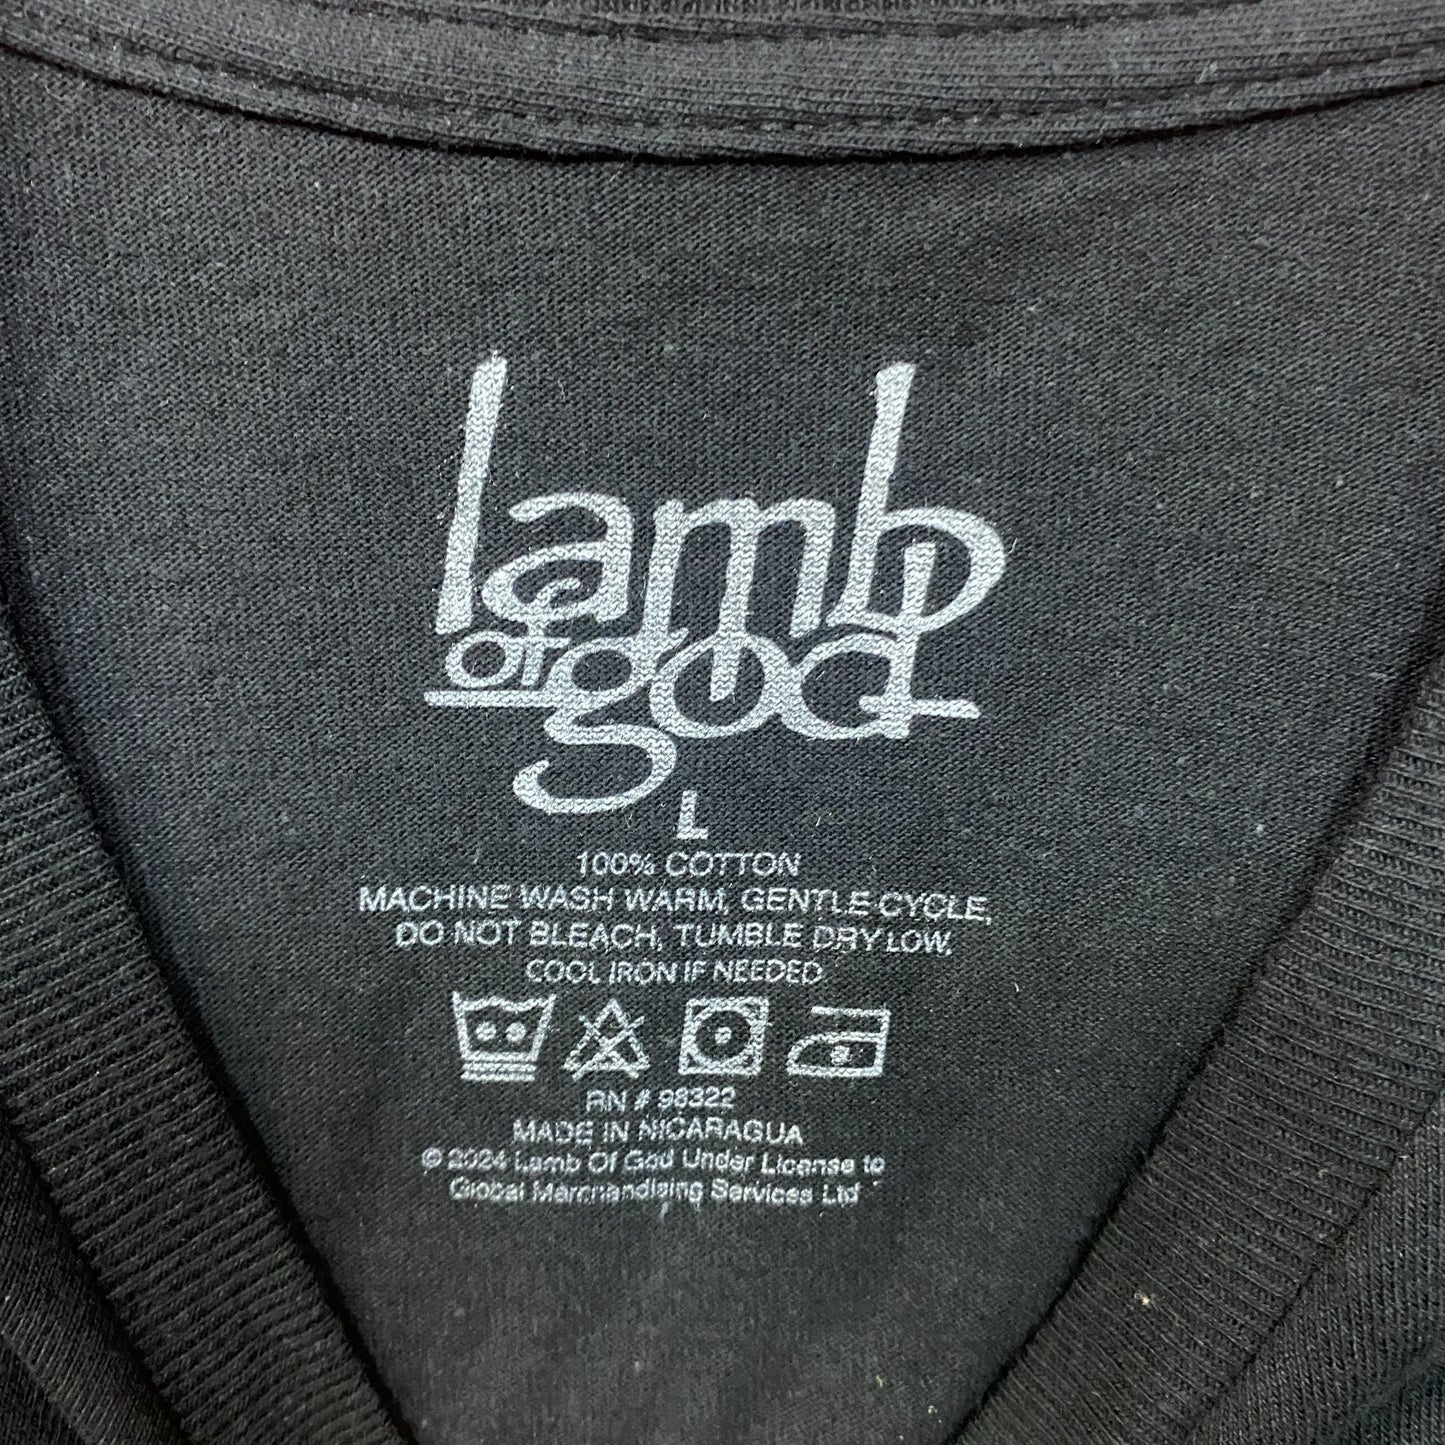 lamb
of god
L
100% COTTON
MACHINE WASH WARM, GENTLE CYCLE,
DO NOT BLEACH, TUMBLE DRY LOW,
COOL IRON IF NEEDED
RN # 98322
MADE IN NICARAGUA
© 2024 Lamb Of God Under License to
Global Merchandising Services Ltd